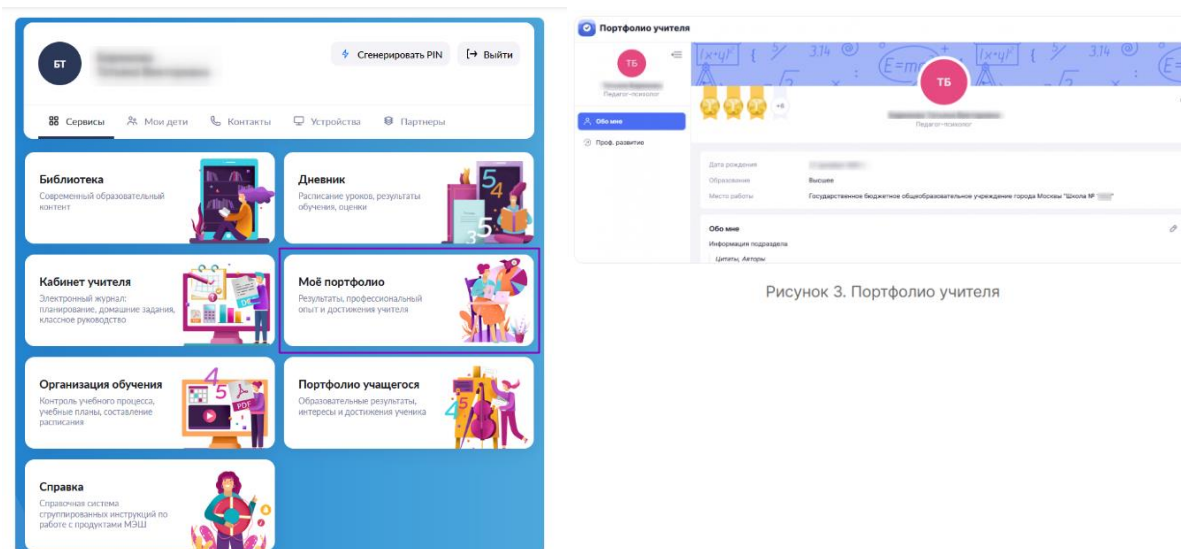 БТ
Сгенерировать PIN
Выйти
Сервисы
Мои дети
Контакты
Устройства
Партнеры
Библиотека
Современный образовательный
контент
Дневник
Расписание уроков, результаты
обучения, оценки
Кабинет учителя
Электронный журнал:
планирование, домашние задания,
классное руководство
Моё портфолио
Результаты, профессиональный
опыт и достижения учителя
Организация обучения
Контроль учебного процесса,
учебные планы, составление
расписания
Портфолио учащегося
Образовательные результаты,
интересы и достижения ученика
Справка
Справочная система
сгруппированных инструкций по
работе с продуктами МЭШ
Портфолио учителя
ТБ
Педагог-психолог
Обо мне
Проф. развитие
ТБ
+6
Педагог-психолог
Дата рождения
Образование
Высшее
Место работы
Государственное бюджетное общеобразовательное учреждение города Москвы "Школа №
Обо мне
Информация подраздела
Цитаты, Авторы
Рисунок 3. Портфолио учителя